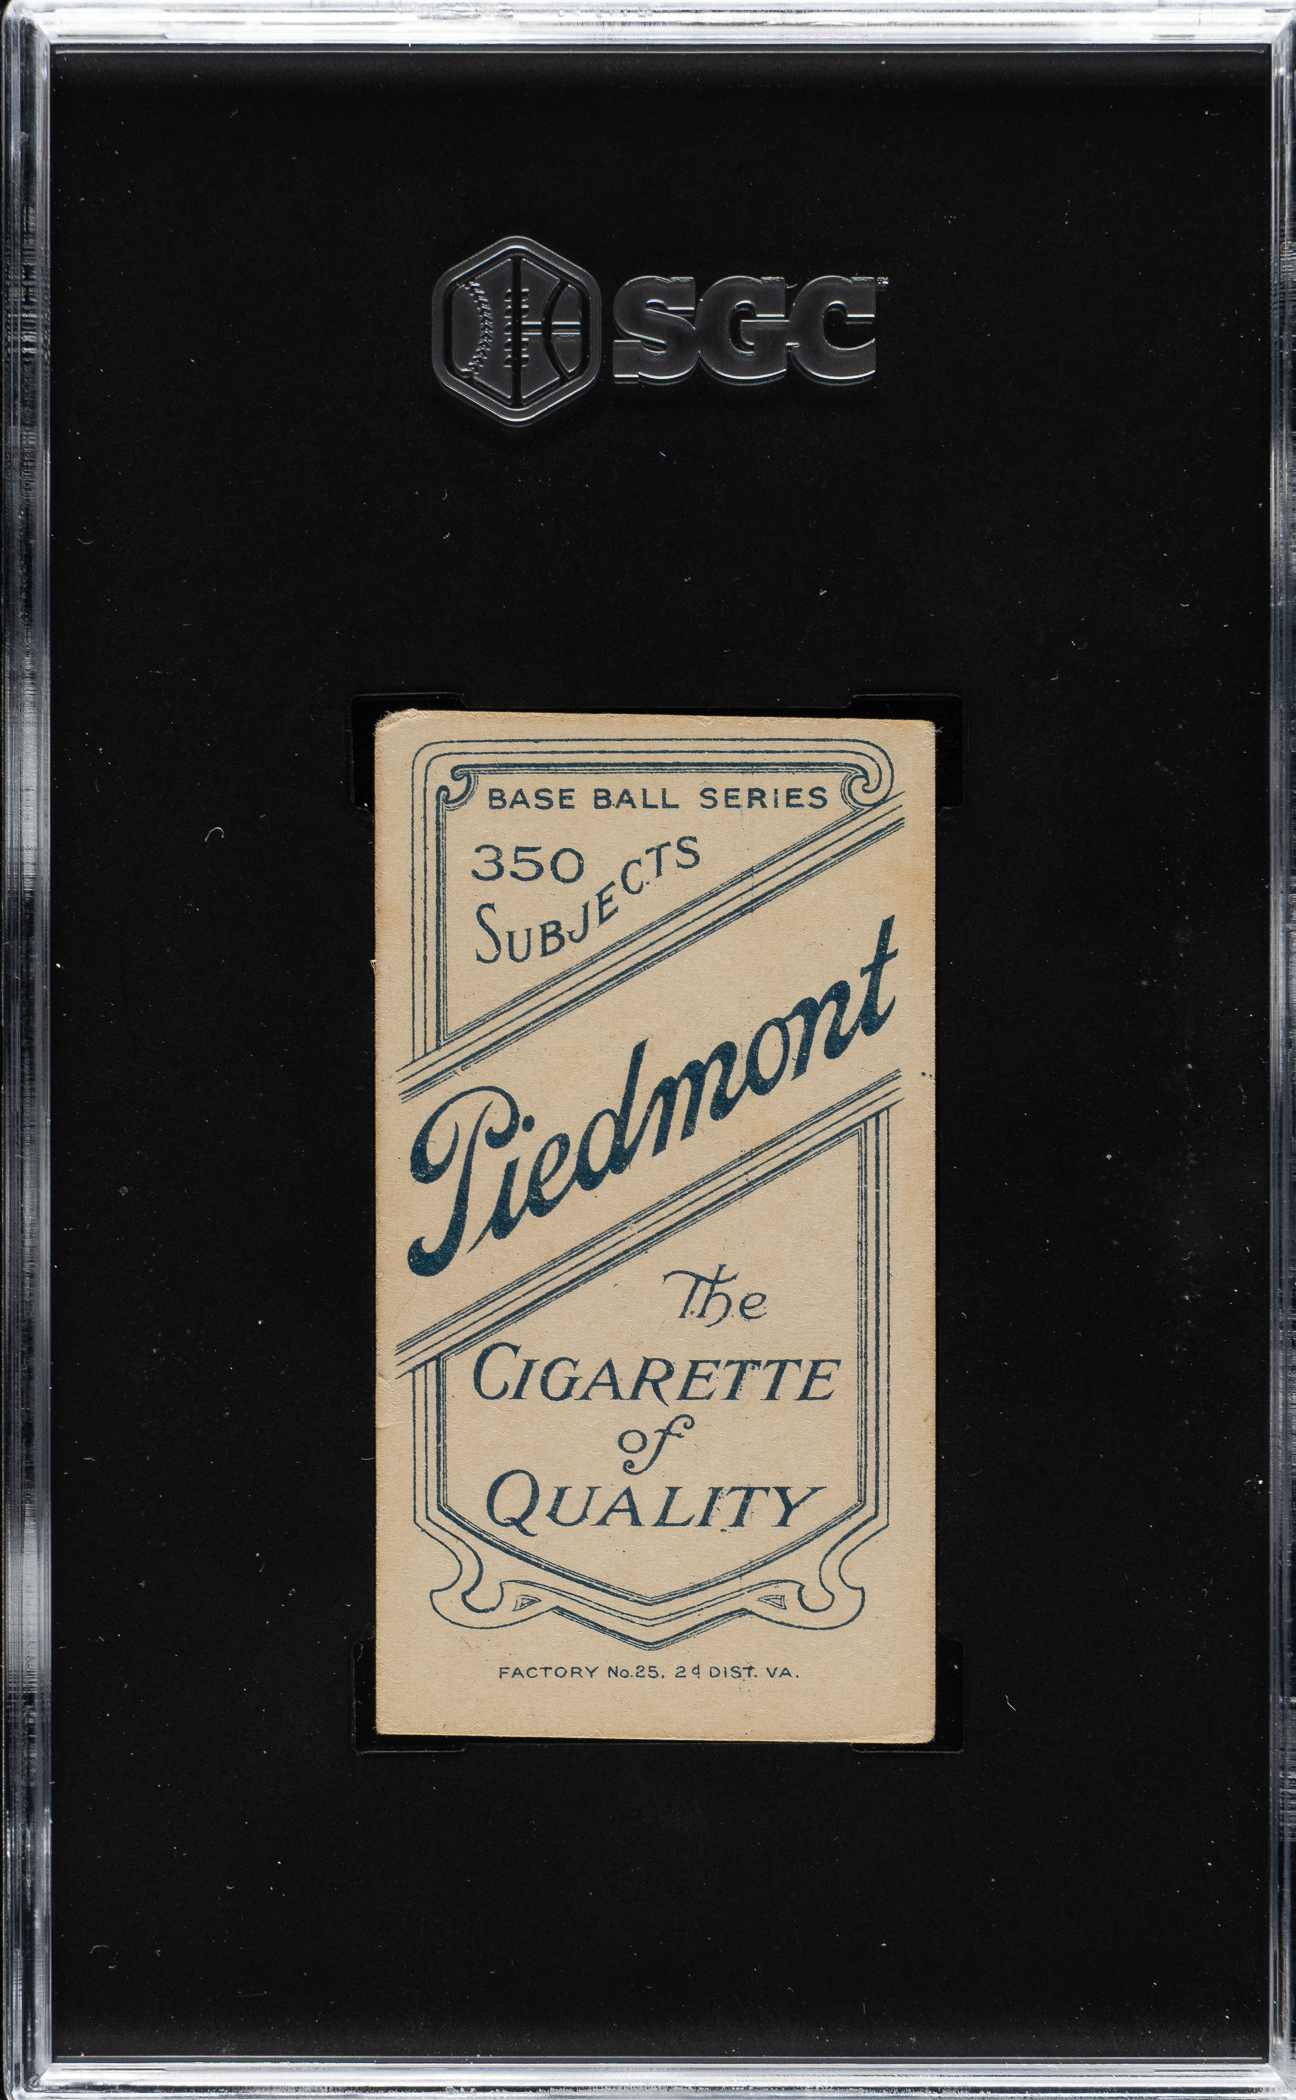 SGC
BASE BALL SERIES
350
SUBJECTS
Piedmont
The
CIGARETTE
of
QUALITY
FACTORY No. 25, 2d DIST. VA.